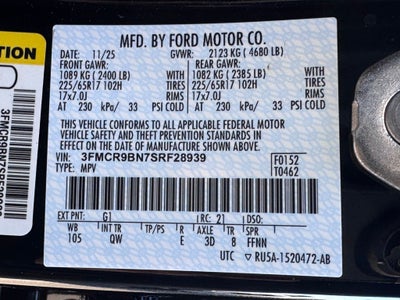 MFD. BY FORD MOTOR CO.
DATE: 11/25 GVWR: 2123 KG (4680 LB)
FRONT GAWR: REAR GAWR:
1089 KG (2400 LB) 1082 KG (2385 LB)
225/65R17 102H TIRES 225/65R17 102H TIRES
17x7.0J RIMS 17x7.0J RIMS
AT 230 kPa/ 33 PSI COLD AT 230 kPa/ 33 PSI COLD
THIS VEHICLE CONFORMS TO ALL APPLICABLE FEDERAL MOTOR
VEHICLE SAFETY AND THEFT PREVENTION STANDARDS IN
EFFECT ON THE DATE OF MANUFACTURE SHOWN ABOVE.
VIN: 3FMCR9BN7SRF28939 F0152
TYPE: MPV T0462
EXT PNT: G1 RC: 21 DSO:
WB INT TR TP/PS R AXLE TR SPR
105 QW E 3D 8 FFNN
UTC RU5A-1520472-AB